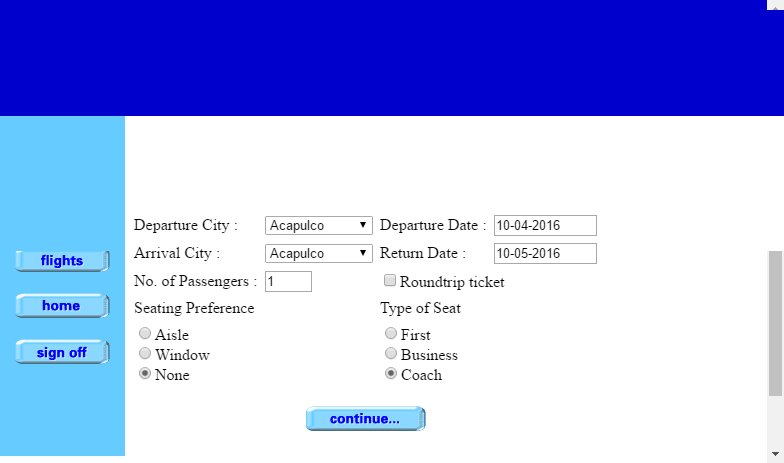 Departure City : Acapulco Departure Date : 10-04-2016
Arrival City : Acapulco Return Date : 10-05-2016
flights
No. of Passengers : 1 Roundtrip ticket
home
Seating Preference Type of Seat
Aisle First
sign off
Window Business
None Coach
continue...